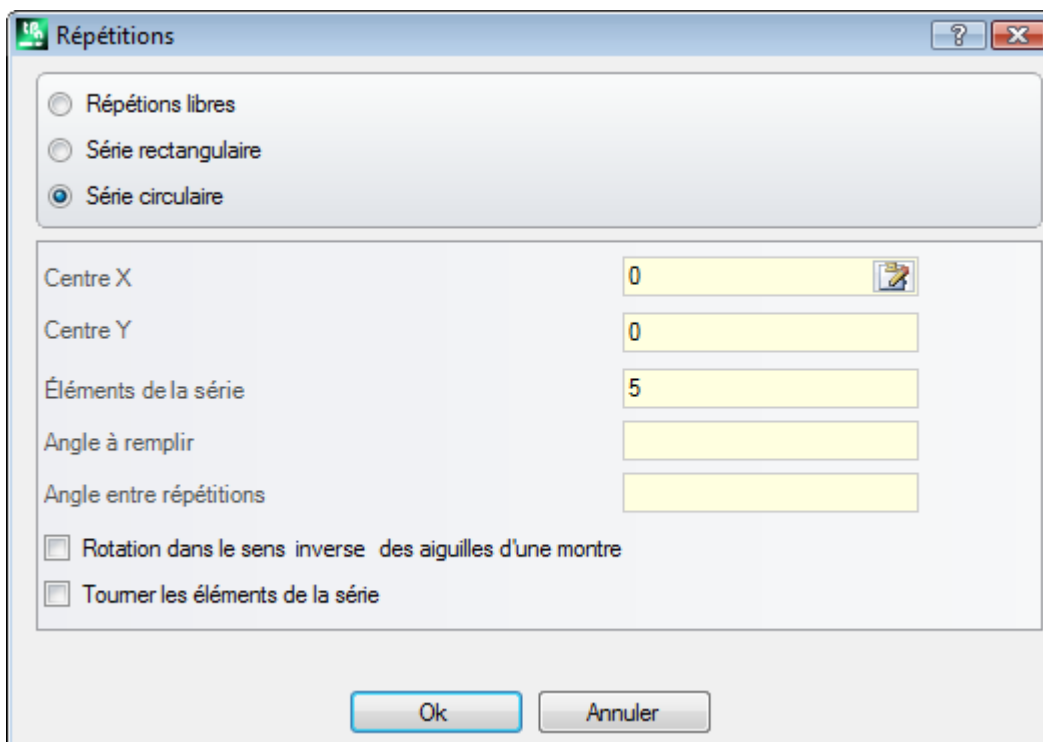 Répétitions
Répétions libres
Série rectangulaire
Série circulaire
Centre X 0
Centre Y 0
Éléments de la série 5
Angle à remplir
Angle entre répétitions
Rotation dans le sens inverse des aiguilles d'une montre
Tourner les éléments de la série
Ok Annuler